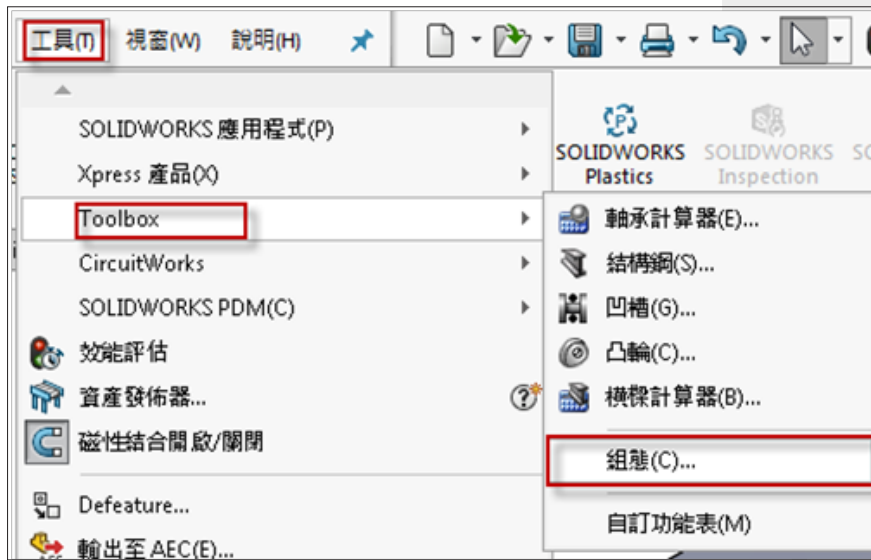 工具(T) 視窗(W) 說明(H)
SOLIDWORKS 應用程式(P)
Xpress 產品(X)
Toolbox
CircuitWorks
SOLIDWORKS PDM(C)
效能評估
資產發佈器...
磁性結合開啟/關閉
Defeature...
輸出至 AEC(E)...
SOLIDWORKS Plastics
SOLIDWORKS Inspection
軸承計算器(E)...
結構鋼(S)...
凹槽(G)...
凸輪(C)...
橫樑計算器(B)...
組態(C)...
自訂功能表(M)